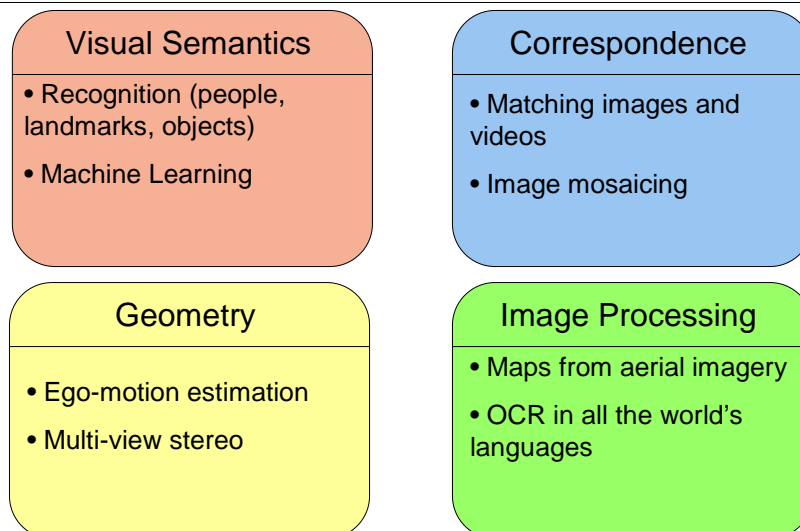 Visual Semantics
• Recognition (people,
landmarks, objects)
• Machine Learning
Correspondence
• Matching images and
videos
• Image mosaicing
Geometry
• Ego-motion estimation
• Multi-view stereo
Image Processing
• Maps from aerial imagery
• OCR in all the world's
languages